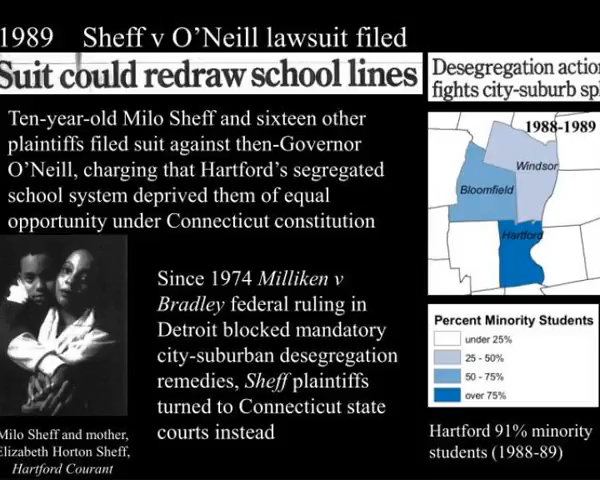 1989 Sheff v O'Neill lawsuit filed
Suit could redraw school lines
Desegregation
fights city-suburb
Ten-year-old Milo Sheff and sixteen other
plaintiffs filed suit against then-Governor
O'Neill, charging that Hartford's segregated
school system deprived them of equal
opportunity under Connecticut constitution
1988-1989
Windsor
Bloomfield
Hartford
Since 1974 Milliken v
Bradley federal ruling in
Detroit blocked mandatory
city-suburban desegregation
remedies, Sheff plaintiffs
turned to Connecticut state
courts instead
Percent Minority Students
under 25%
25 - 50%
50 - 75%
over 75%
Milo Sheff and mother,
Elizabeth Horton Sheff,
Hartford Courant
Hartford 91% minority
students (1988-89)